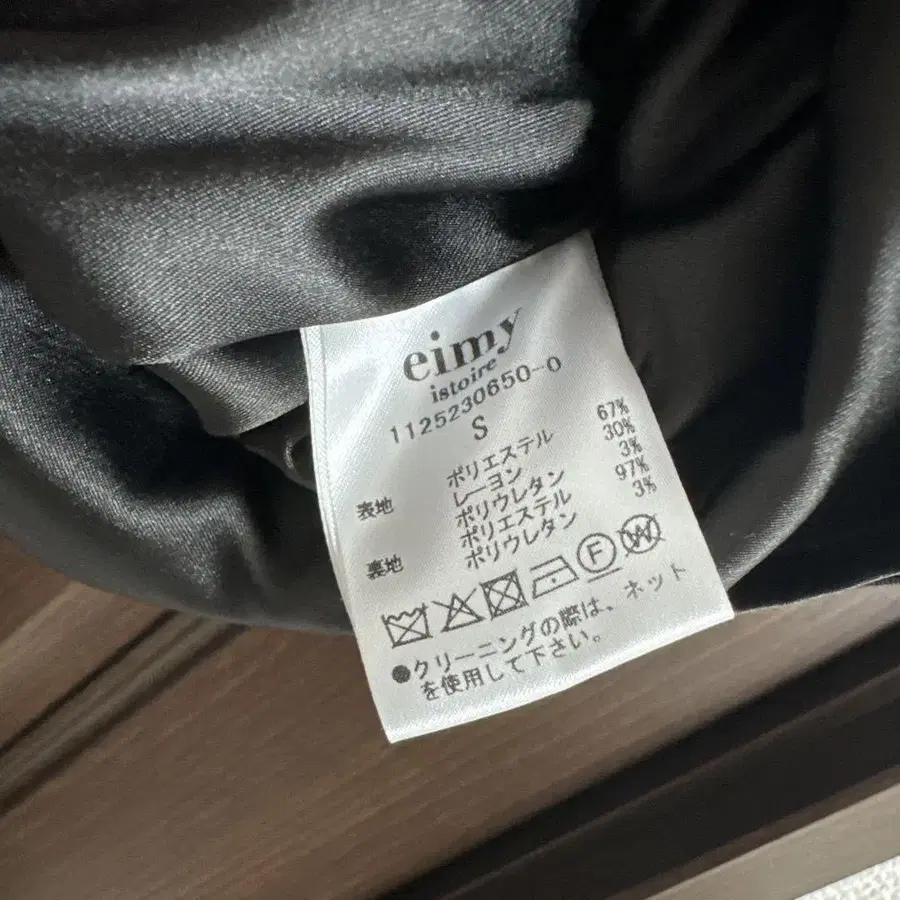 eimy
istoire
1125230650-0
S
表地 ポリエステル 67%
レーヨン 30%
ポリウレタン 3%
裏地 ポリエステル 97%
ポリウレタン 3%
F W
●クリーニングの際は、ネット
を使用して下さい。